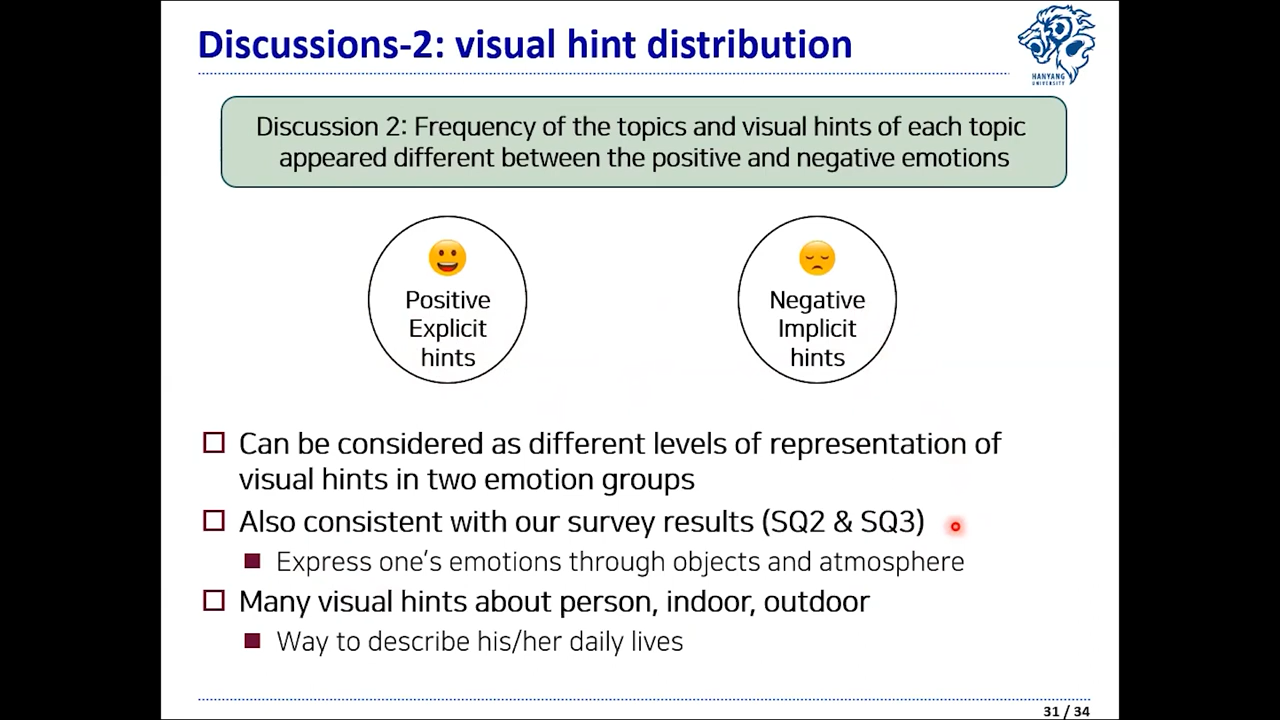 Discussions-2: visual hint distribution
HANYANG
UNIVERSITY
Discussion 2: Frequency of the topics and visual hints of each topic
appeared different between the positive and negative emotions
Positive
Explicit
hints
Negative
Implicit
hints
Can be considered as different levels of representation of
visual hints in two emotion groups
Also consistent with our survey results (SQ2 & SQ3)
Express one's emotions through objects and atmosphere
Many visual hints about person, indoor, outdoor
Way to describe his/her daily lives
31 / 34